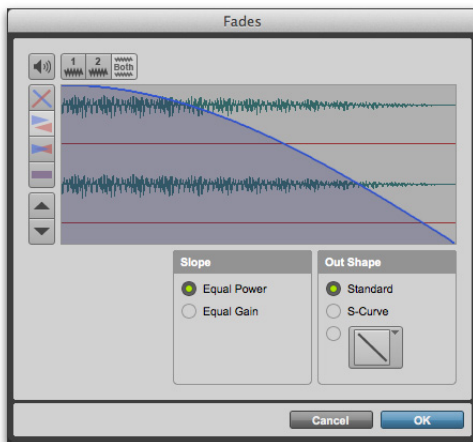 Fades
1
2
Both
Slope
Equal Power
Equal Gain
Out Shape
Standard
S-Curve
Cancel
OK